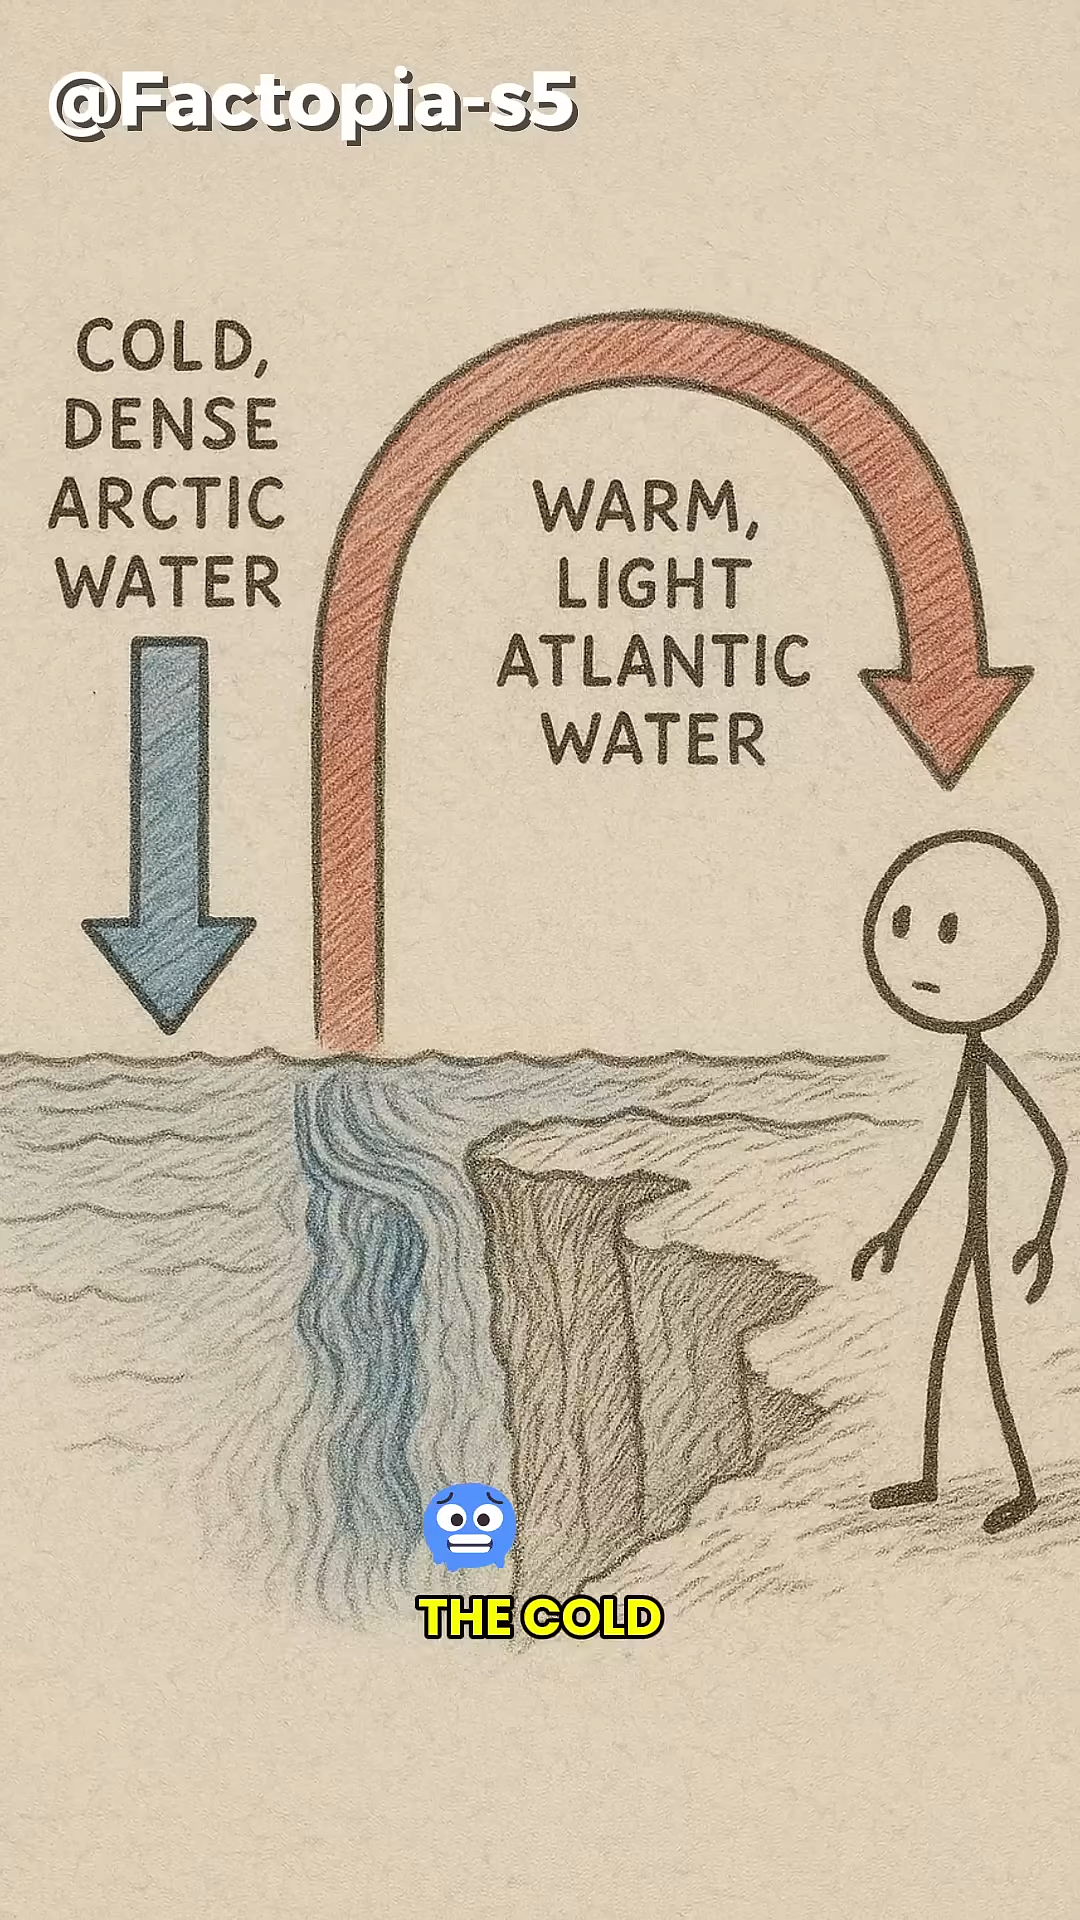 @Factopia-s5
COLD,
DENSE
ARCTIC
WATER
WARM,
LIGHT
ATLANTIC
WATER
THE COLD